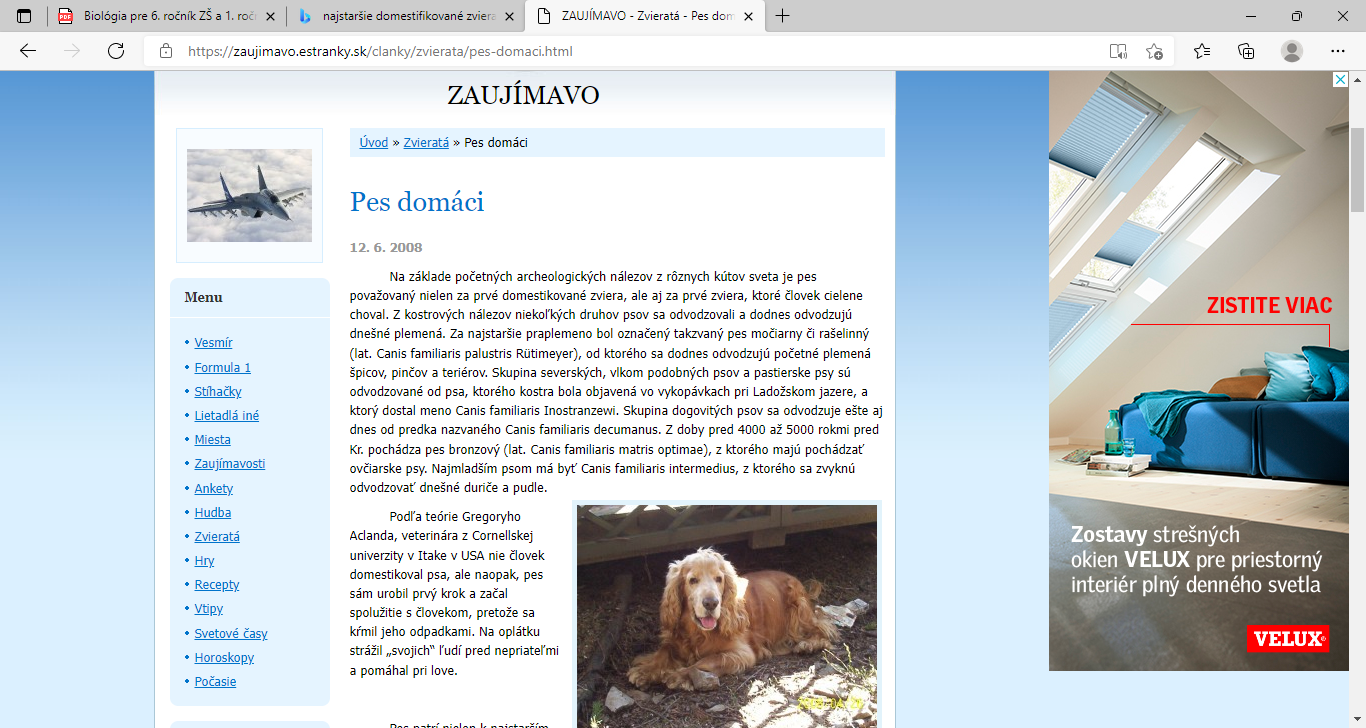 Biológia pre 6. ročník ZŠ a 1. roč
najstaršie domestifikované zviera
ZAUJÍMAVO - Zvieratá - Pes dom
https://zaujimavo.estranky.sk/clanky/zvierata/pes-domaci.html
ZAUJÍMAVO
Úvod » Zvieratá » Pes domáci
Pes domáci
12. 6. 2008
Na základe početných archeologických nálezov z rôznych kútov sveta je pes
považovaný nielen za prvé domestikované zviera, ale aj za prvé zviera, ktoré človek cielene
choval. Z kostrových nálezov niekoľkých druhov psov sa odvodzovali a dodnes odvodzujú
dnešné plemená. Za najstaršie praplemeno bol označený takzvaný pes močiarny či rašelinný
(lat. Canis familiaris palustris Rütimeyer), od ktorého sa dodnes odvodzujú početné plemená
špicov, pinčov a teriérov. Skupina severských, vlkom podobných psov a pastierske psy sú
odvodzované od psa, ktorého kostra bola objavená vo vykopávkach pri Ladožskom jazere, a
ktorý dostal meno Canis familiaris Inostranzewi. Skupina dogovitých psov sa odvodzuje ešte aj
dnes od predka nazvaného Canis familiaris decumanus. Z doby pred 4000 až 5000 rokmi pred
Kr. pochádza pes bronzový (lat. Canis familiaris matris optimae), z ktorého majú pochádzať
ovčiarske psy. Najmladším psom má byť Canis familiaris intermedius, z ktorého sa zvyknú
odvodzovať dnešné duriče a pudle.
Podľa teórie Gregoryho
Aclanda, veterinára z Cornellskej
univerzity v Itake v USA nie človek
domestikoval psa, ale naopak, pes
sám urobil prvý krok a začal
spolužitie s človekom, pretože sa
kŕmil jeho odpadkami. Na oplátku
strážil „svojich“ ľudí pred nepriateľmi
a pomáhal pri love.
Pes patrí nielen k najstarším
Menu
Vesmír
Formula 1
Stíhačky
Lietadlá iné
Miesta
Zaujímavosti
Ankety
Hudba
Zvieratá
Hry
Recepty
Vtipy
Svetové časy
Horoskopy
Počasie
ZISTITE VIAC
Zostavy strešných
okien VELUX pre priestorný
interiér plný denného svetla
VELUX